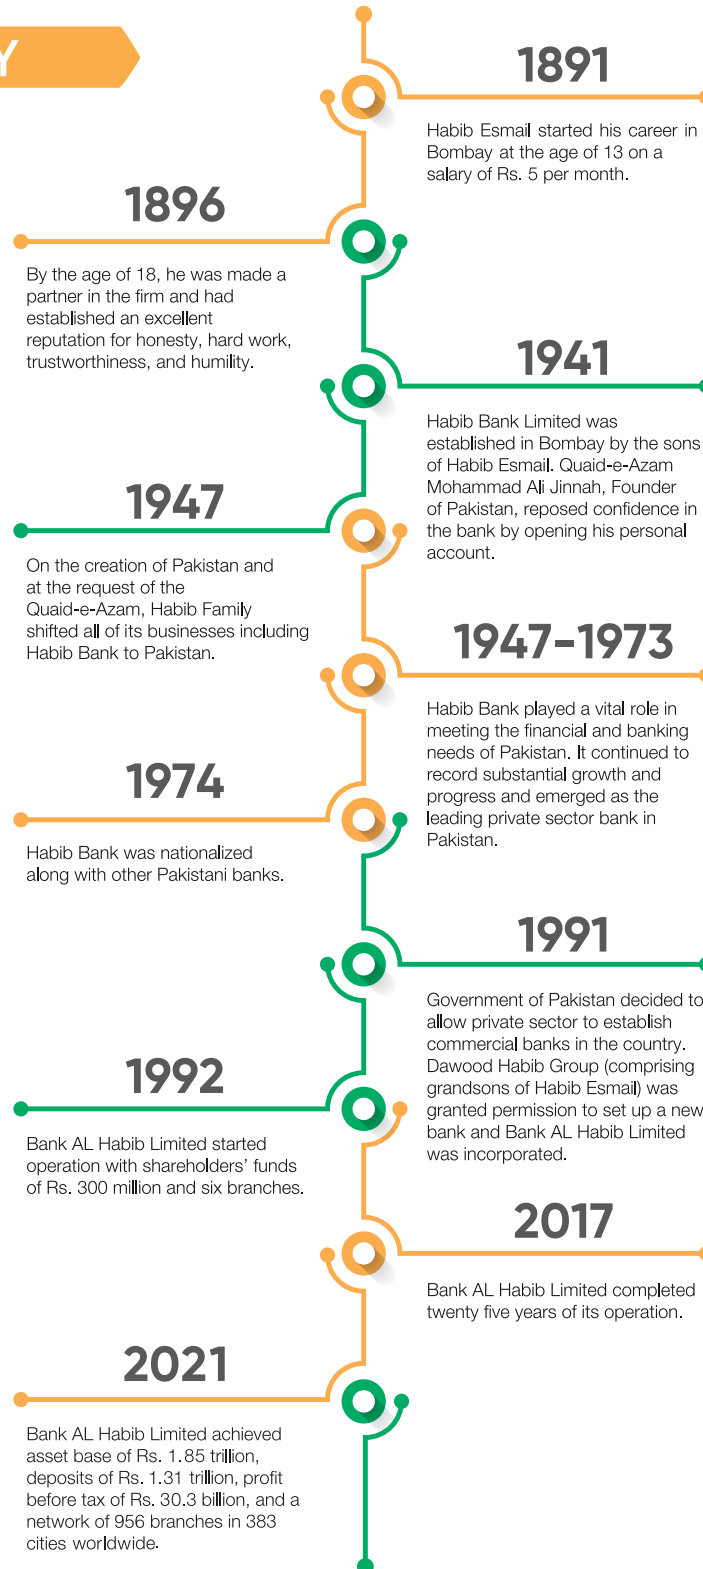 Y
1891
Habib Esmail started his career in
Bombay at the age of 13 on a
salary of Rs. 5 per month.
1896
By the age of 18, he was made a
partner in the firm and had
established an excellent
reputation for honesty, hard work,
trustworthiness, and humility.
1941
Habib Bank Limited was
established in Bombay by the sons
of Habib Esmail. Quaid-e-Azam
Mohammad Ali Jinnah, Founder
of Pakistan, reposed confidence in
the bank by opening his personal
account.
1947
On the creation of Pakistan and
at the request of the
Quaid-e-Azam, Habib Family
shifted all of its businesses including
Habib Bank to Pakistan.
1947-1973
Habib Bank played a vital role in
meeting the financial and banking
needs of Pakistan. It continued to
record substantial growth and
progress and emerged as the
leading private sector bank in
Pakistan.
1974
Habib Bank was nationalized
along with other Pakistani banks.
1991
Government of Pakistan decided to
allow private sector to establish
commercial banks in the country.
Dawood Habib Group (comprising
grandsons of Habib Esmail) was
granted permission to set up a new
bank and Bank AL Habib Limited
was incorporated.
1992
Bank AL Habib Limited started
operation with shareholders' funds
of Rs. 300 million and six branches.
2017
Bank AL Habib Limited completed
twenty five years of its operation.
2021
Bank AL Habib Limited achieved
asset base of Rs. 1.85 trillion,
deposits of Rs. 1.31 trillion, profit
before tax of Rs. 30.3 billion, and a
network of 956 branches in 383
cities worldwide.